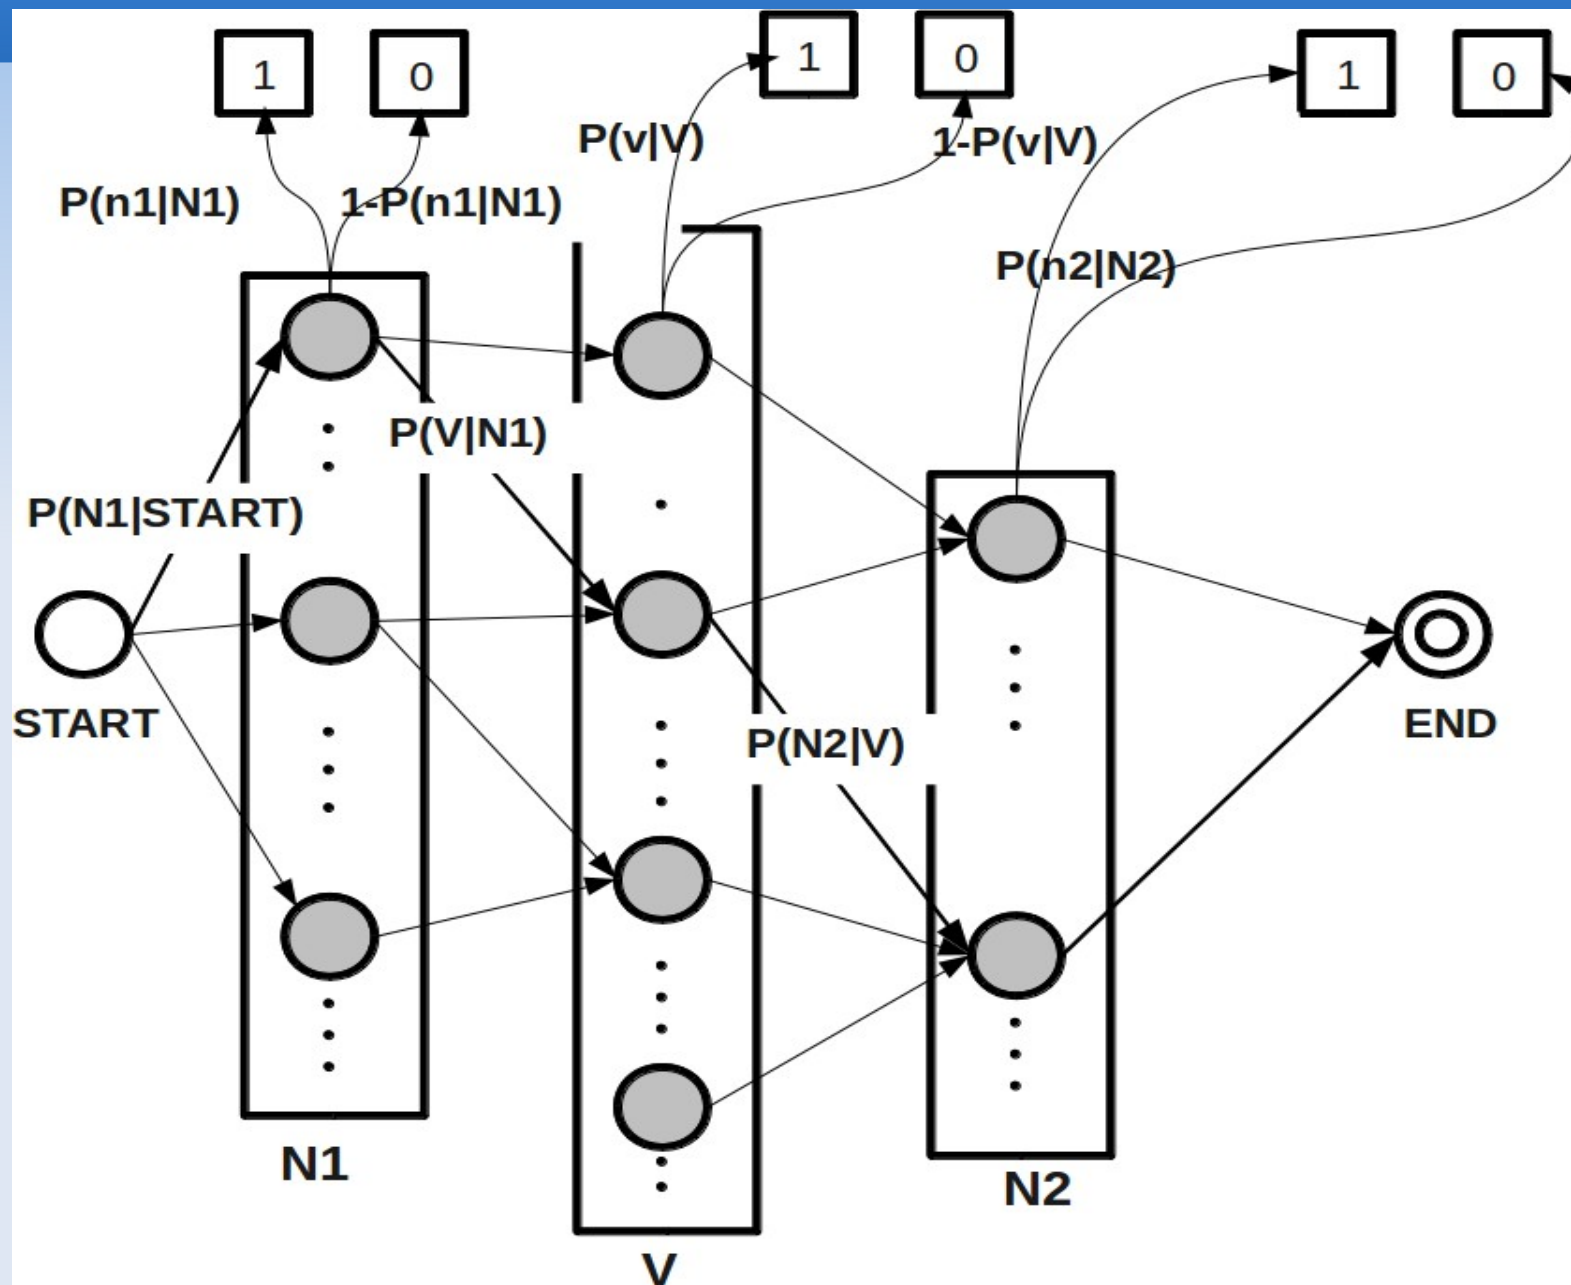 1 0
1 0
1 0
P(v|V)
1-P(v|V)
P(n1|N1)
1-P(n1|N1)
P(n2|N2)
P(V|N1)
P(N1|START)
START
P(N2|V)
END
N1
N2
V